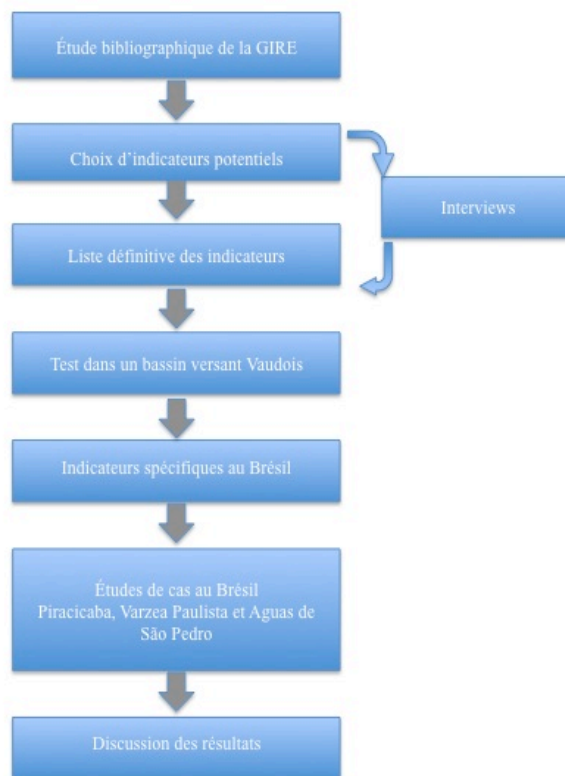 Étude bibliographique de la GIRE
Choix d'indicateurs potentiels
Interviews
Liste définitive des indicateurs
Test dans un bassin versant Vaudois
Indicateurs spécifiques au Brésil
Études de cas au Brésil
Piracicaba, Varzea Paulista et Aguas de
São Pedro
Discussion des résultats